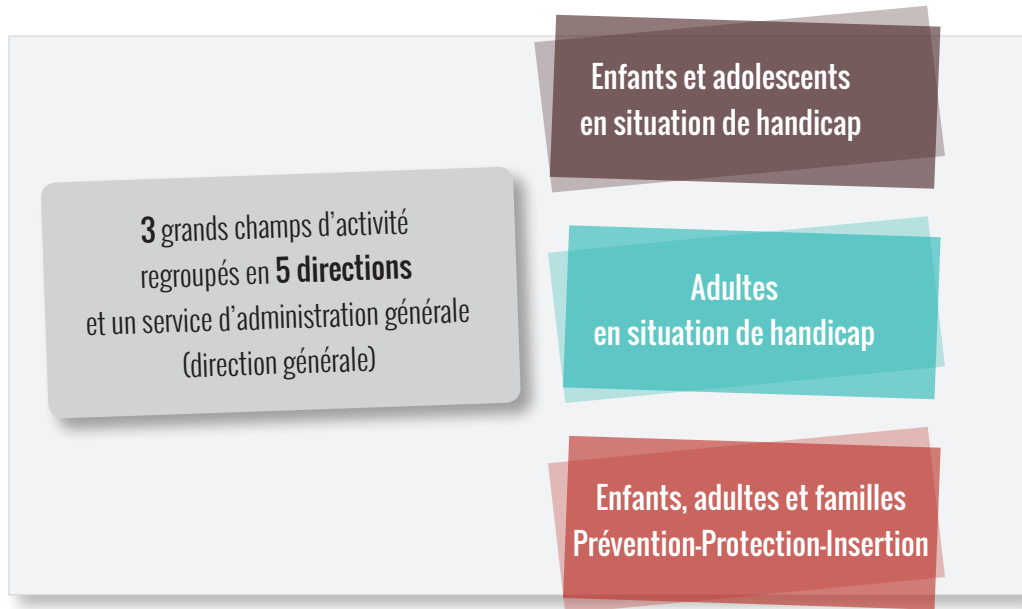 3 grands champs d'activité
regroupés en 5 directions
et un service d'administration générale
(direction générale)
Enfants et adolescents
en situation de handicap
Adultes
en situation de handicap
Enfants, adultes et familles
Prévention-Protection-Insertion